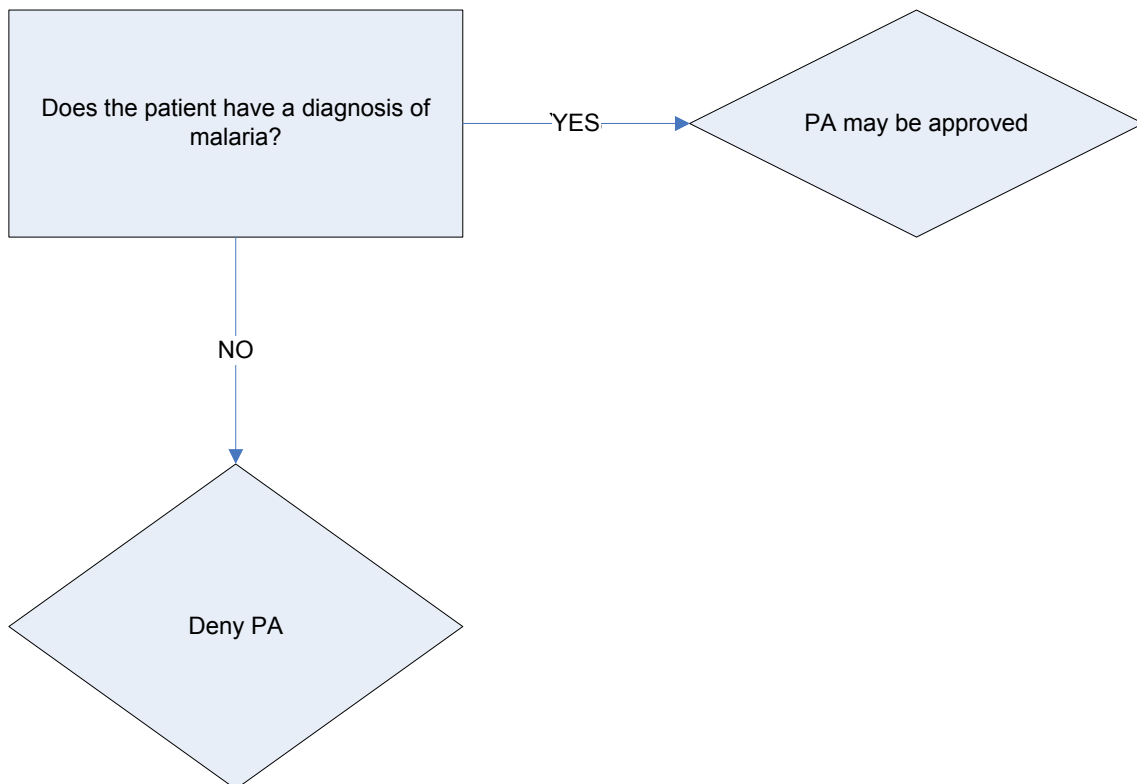 Does the patient have a diagnosis of
malaria?
YES
PA may be approved
NO
Deny PA